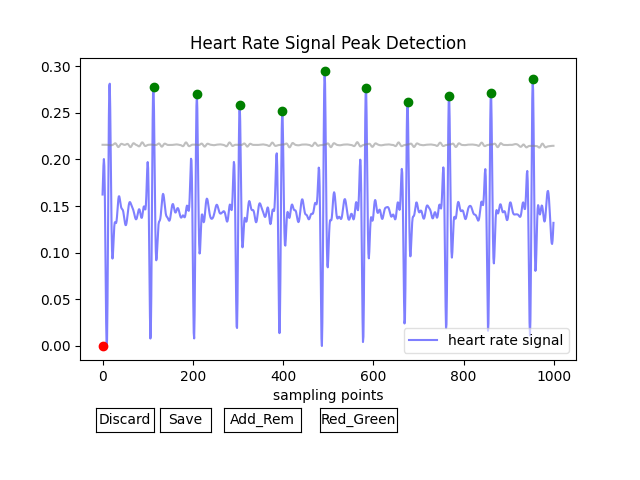 Heart Rate Signal Peak Detection
0.30
0.25
0.20
0.15
0.10
0.05
0.00
heart rate signal
0 200 400 600 800 1000
sampling points
Discard Save Add_Rem Red_Green